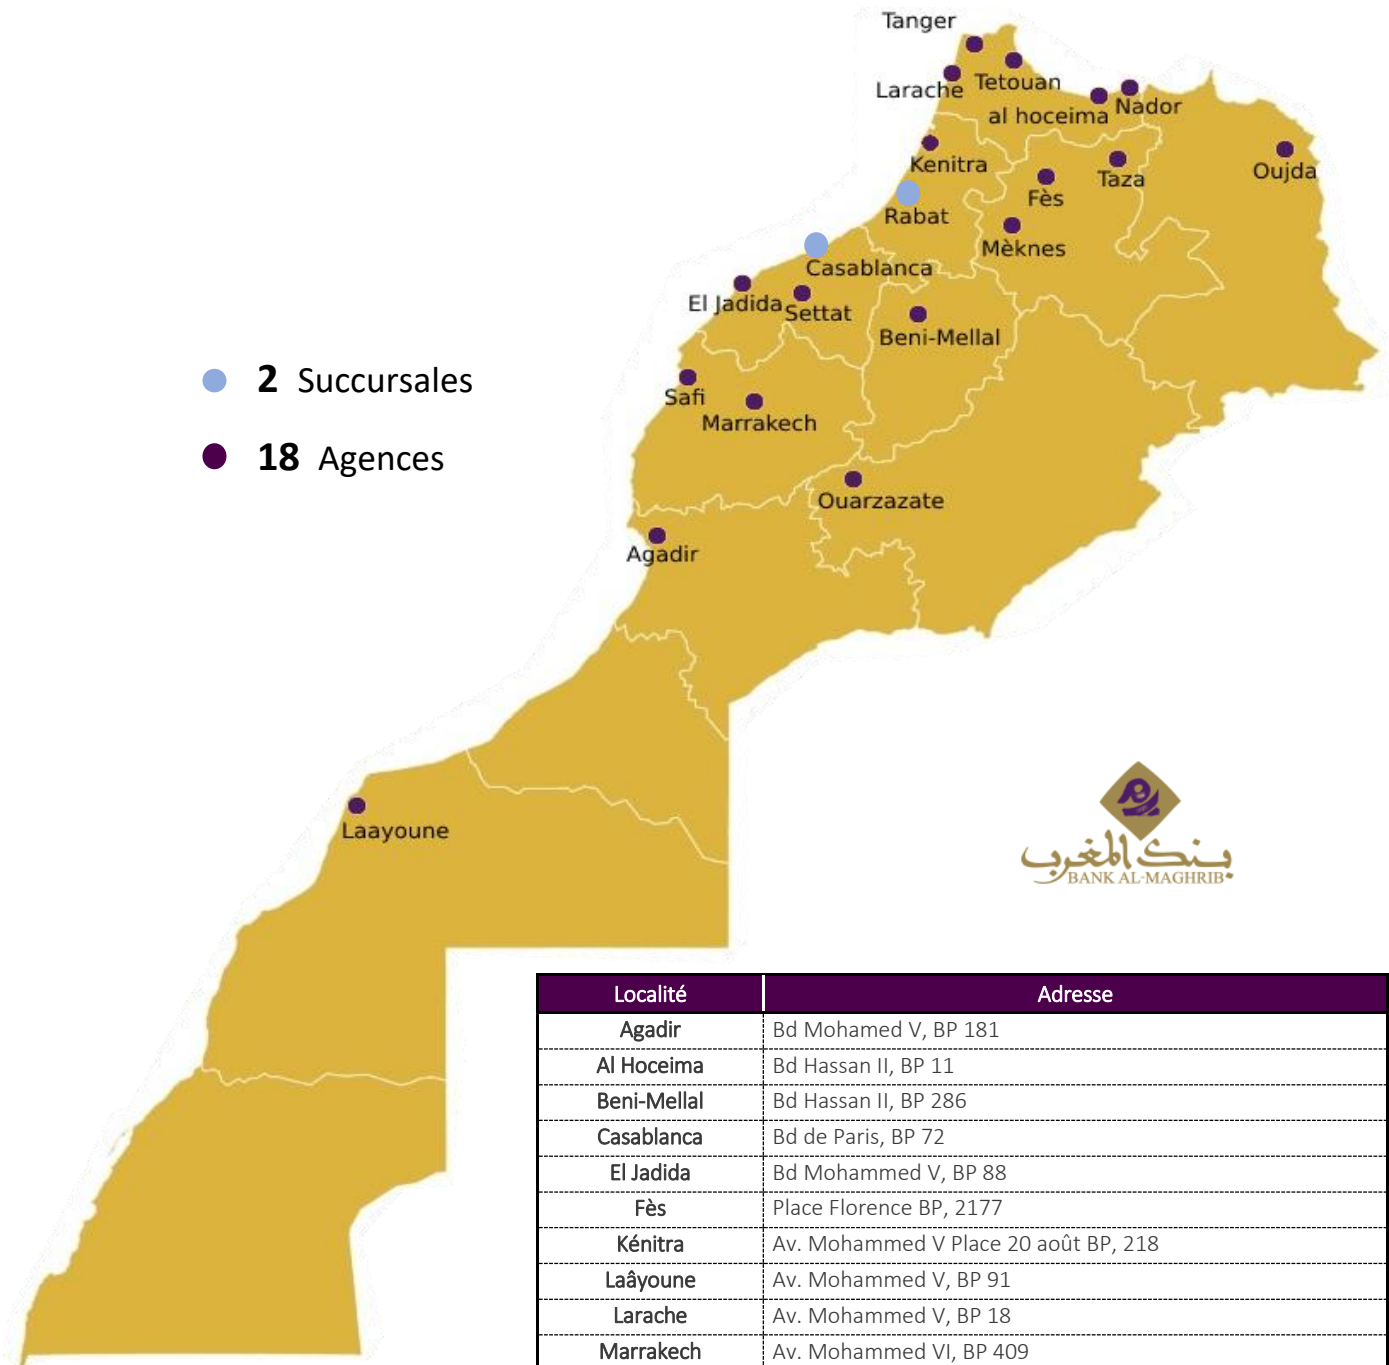 Tanger
Larache
Tetouan
al hoceima
Nador
Kenitra
Rabat
Fès
Taza
Oujda
Mèknes
Casablanca
El Jadida
Settat
Beni-Mellal
2 Succursales
Safi
Marrakech
18 Agences
Ouarzazate
Agadir
Laayoune
بنك المغرب
BANK AL-MAGHRIB
Localité Adresse
Agadir Bd Mohamed V, BP 181
Al Hoceima Bd Hassan II, BP 11
Beni-Mellal Bd Hassan II, BP 286
Casablanca Bd de Paris, BP 72
El Jadida Bd Mohammed V, BP 88
Fès Place Florence BP, 2177
Kénitra Av. Mohammed V Place 20 août BP, 218
Laâyoune Av. Mohammed V, BP 91
Larache Av. Mohammed V, BP 18
Marrakech Av. Mohammed VI, BP 409